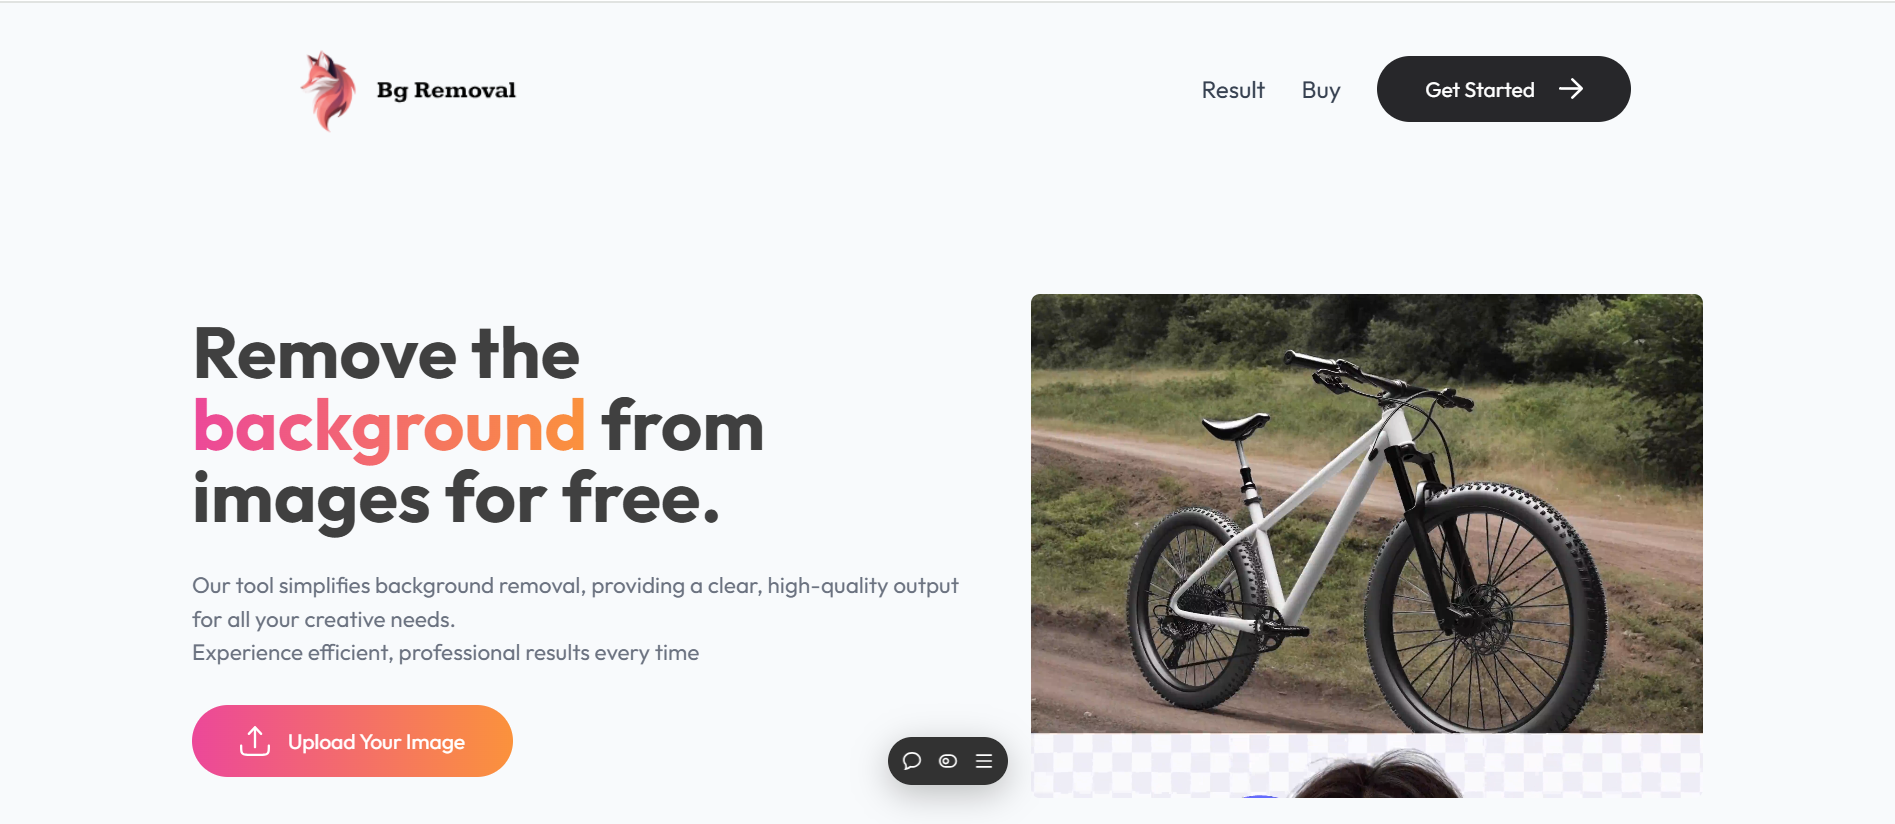 Bg Removal
Result
Buy
Get Started
Remove the
background from
images for free.
Our tool simplifies background removal, providing a clear, high-quality output
for all your creative needs.
Experience efficient, professional results every time
Upload Your Image